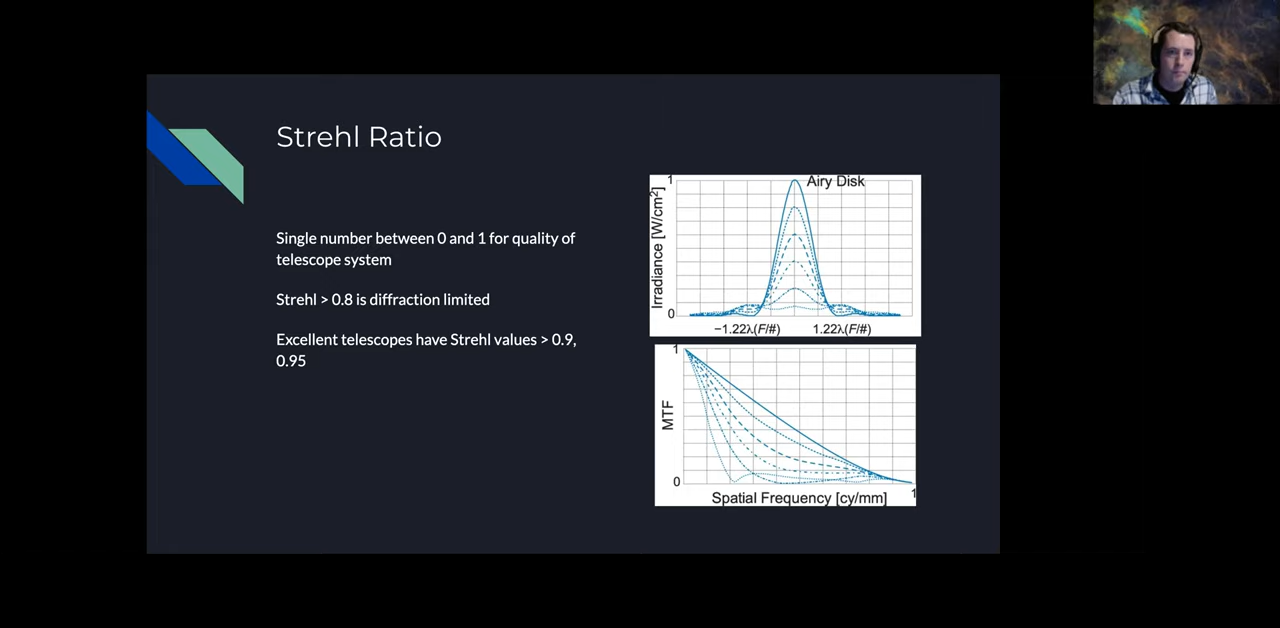 Strehl Ratio
Single number between 0 and 1 for quality of
telescope system
Strehl > 0.8 is diffraction limited
Excellent telescopes have Strehl values > 0.9,
0.95
Airy Disk
Irradiance [W/cm²]
1
0
−1.22λ(F/#) 1.22λ(F/#)
MTF
1
0
Spatial Frequency [cy/mm]
1